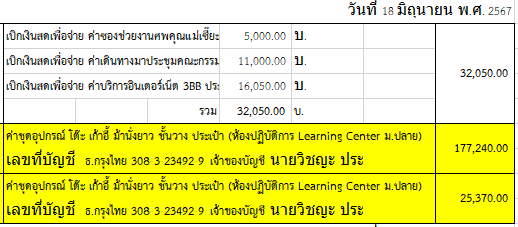 วันที่ 18 มิถุนายน พ.ศ. 2567
เบิกเงินสดเพื่อจ่าย ค่าซองช่วยงานศพคุณแม่เซี๊ยะ 5,000.00 บ.
เบิกเงินสดเพื่อจ่าย ค่าเดินทางมาประชุมคณะกรรม 11,000.00 บ.
32,050.00
เบิกเงินสดเพื่อจ่าย ค่าบริการอินเตอร์เน็ต 3BB ประ 16,050.00 บ.
รวม 32,050.00 บ.
ค่าชุดอุปกรณ์ โต๊ะ เก้าอี้ ม้านั่งยาว ชั้นวาง ประเป๋า (ห้องปฏิบัติการ Learning Center ม.ปลาย)
177,240.00
เลขที่บัญชี ธ.กรุงไทย 308-3-23492-9 เจ้าของบัญชี นายวิชญะ ประ
ค่าชุดอุปกรณ์ โต๊ะ เก้าอี้ ม้านั่งยาว ชั้นวาง ประเป๋า (ห้องปฏิบัติการ Learning Center ม.ปลาย)
25,370.00
เลขที่บัญชี ธ.กรุงไทย 308-3-23492-9 เจ้าของบัญชี นายวิชญะ ประ